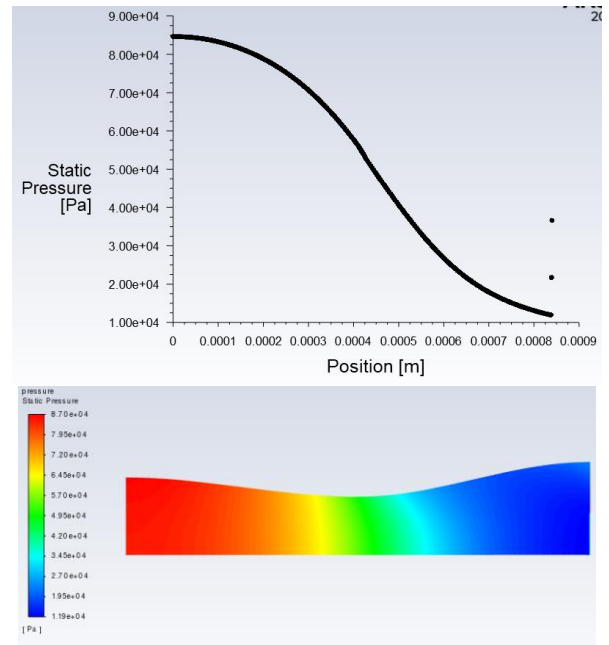 9.00e+04
8.00e+04
7.00e+04
6.00e+04
Static
Pressure
[Pa]
5.00e+04
4.00e+04
3.00e+04
2.00e+04
1.00e+04
0 0.0001 0.0002 0.0003 0.0004 0.0005 0.0006 0.0007 0.0008 0.0009
Position [m]
pressure
Static Pressure
8.70e+04
7.95e+04
7.20e+04
6.45e+04
5.70e+04
4.95e+04
4.20e+04
3.45e+04
2.70e+04
1.95e+04
1.19e+04
[ Pa ]